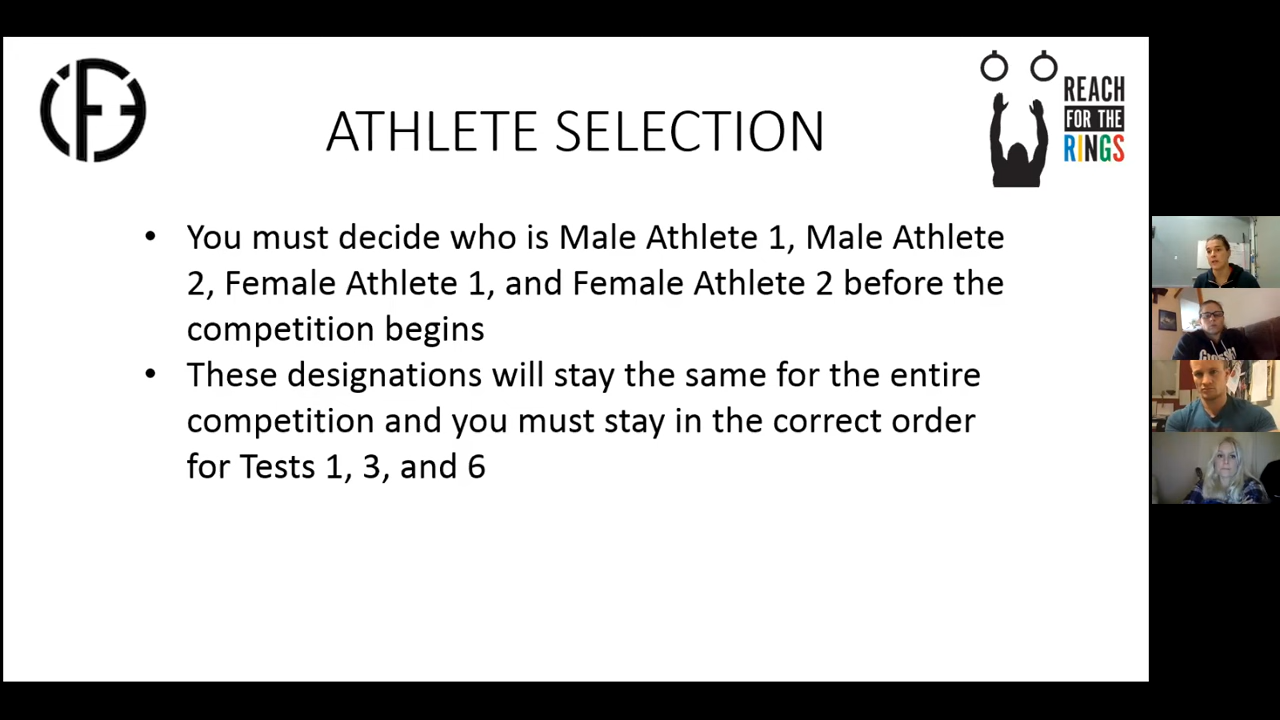 ATHLETE SELECTION
REACH
FOR THE
RINGS
• You must decide who is Male Athlete 1, Male Athlete
2, Female Athlete 1, and Female Athlete 2 before the
competition begins
• These designations will stay the same for the entire
competition and you must stay in the correct order
for Tests 1, 3, and 6